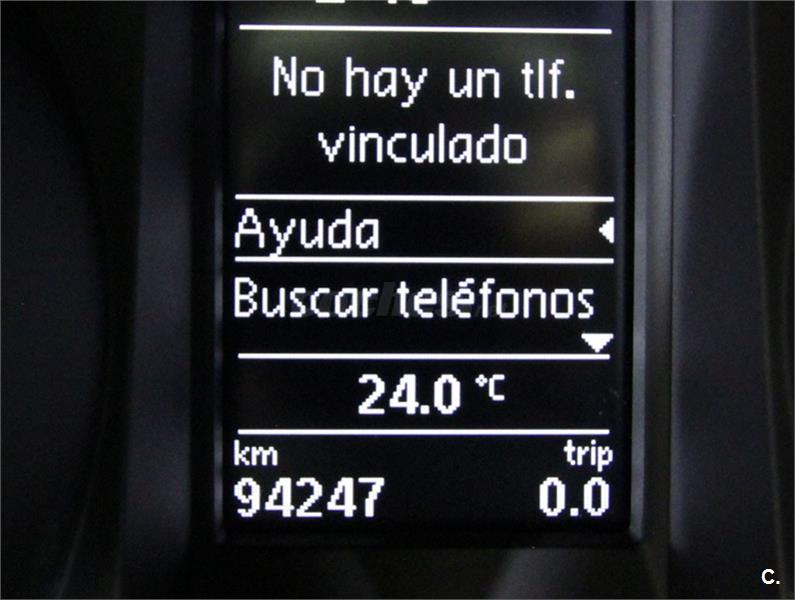 No hay un tlf.
vinculado
Ayuda
Buscar teléfonos
24.0 °C
km trip
94247 0.0
C.